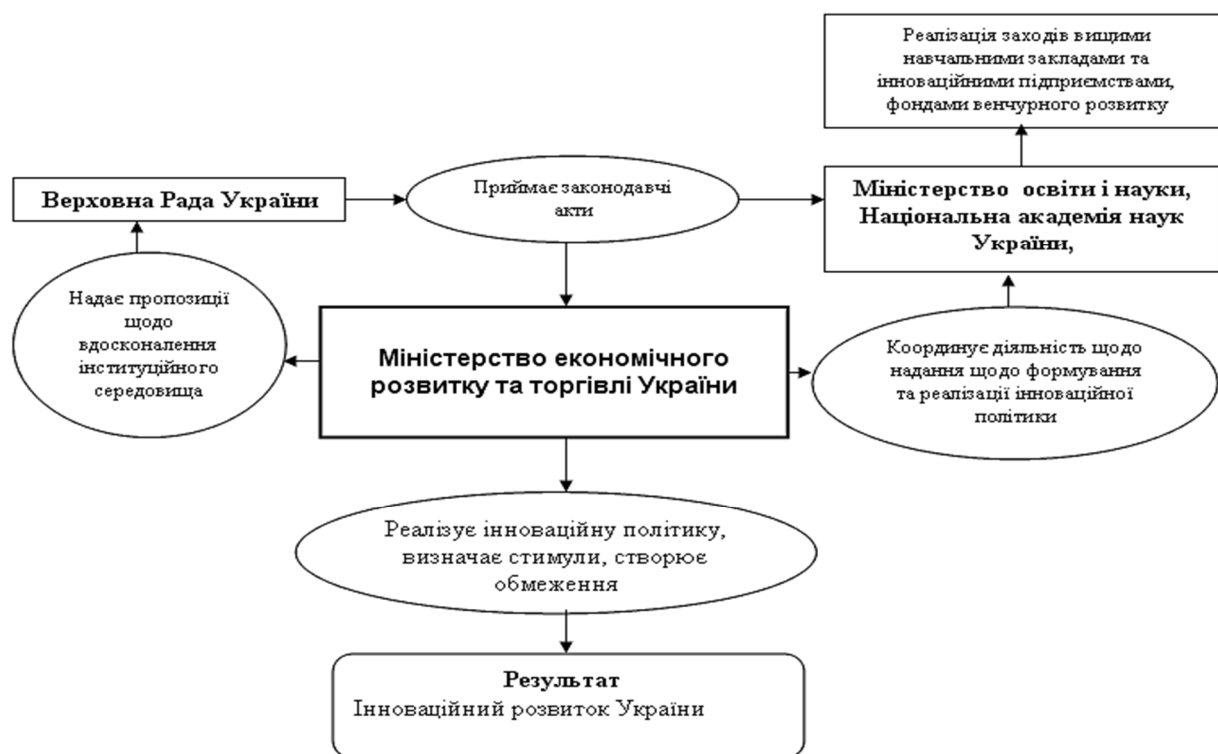 Реалізація заходів вищими
навчальними закладами та
інноваційними підприємствами,
фондами венчурного розвитку
Верховна Рада України
Приймає законодавчі
акти
Міністерство освіти і науки,
Національна академія наук
України,
Надає пропозиції
щодо
вдосконалення
інституційного
середовища
Міністерство економічного
розвитку та торгівлі України
Координує діяльність щодо
надання щодо формування
та реалізації інноваційної
політики
Реалізує інноваційну політику,
визначає стимули, створює
обмеження
Результат
Інноваційний розвиток України